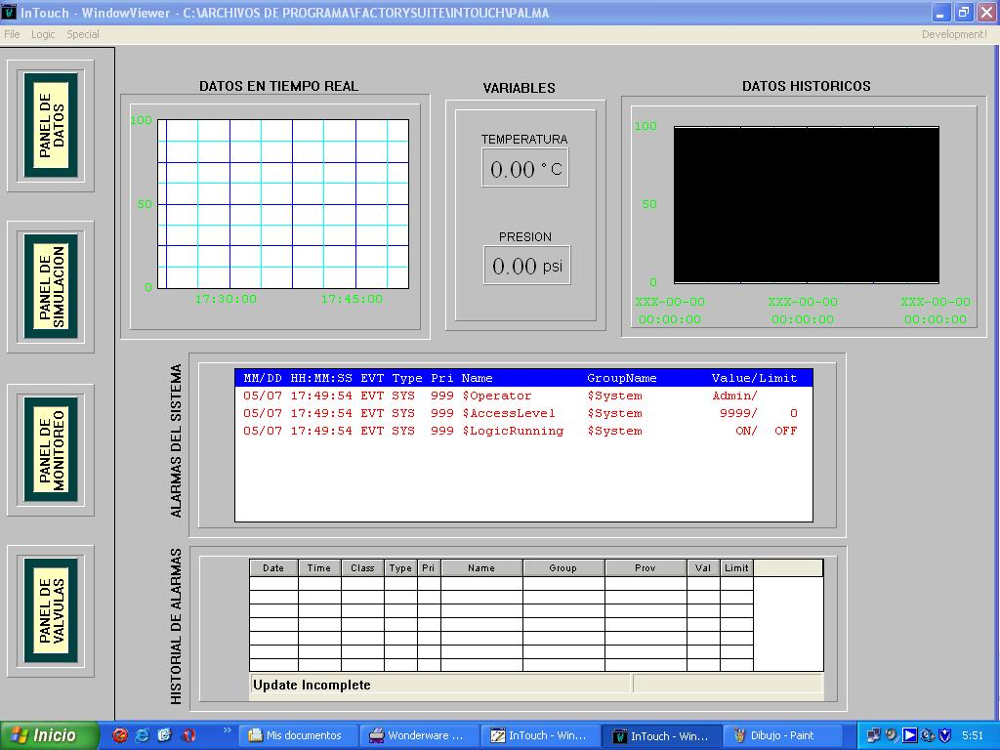 InTouch - WindowViewer - C:\ARCHIVOS DE PROGRAMA\FACTORYSUITE\INTOUCH\PALMA
File Logic Special Development!
PANEL DE
DATOS
PANEL DE
SIMULACION
PANEL DE
MONITOREO
PANEL DE
VALVULAS
DATOS EN TIEMPO REAL
100
50
0
17:30:00 17:45:00
VARIABLES
TEMPERATURA
0.00 ° C
PRESION
0.00 psi
DATOS HISTORICOS
100
50
0
XXX-00-00 XXX-00-00 XXX-00-00
00:00:00 00:00:00 00:00:00
ALARMAS DEL SISTEMA
MM/DD HH:MM:SS EVT Type Pri Name GroupName Value/Limit
05/07 17:49:54 EVT SYS 999 $Operator $System Admin/
05/07 17:49:54 EVT SYS 999 $AccessLevel $System 9999/ 0
05/07 17:49:54 EVT SYS 999 $LogicRunning $System ON/ OFF
HISTORIAL DE ALARMAS
Date Time Class Type Pri Name Group Prov Val Limit
Update Incomplete
Inicio Mis documentos Wonderware ... InTouch - Win... InTouch - Win... Dibujo - Paint 5:51